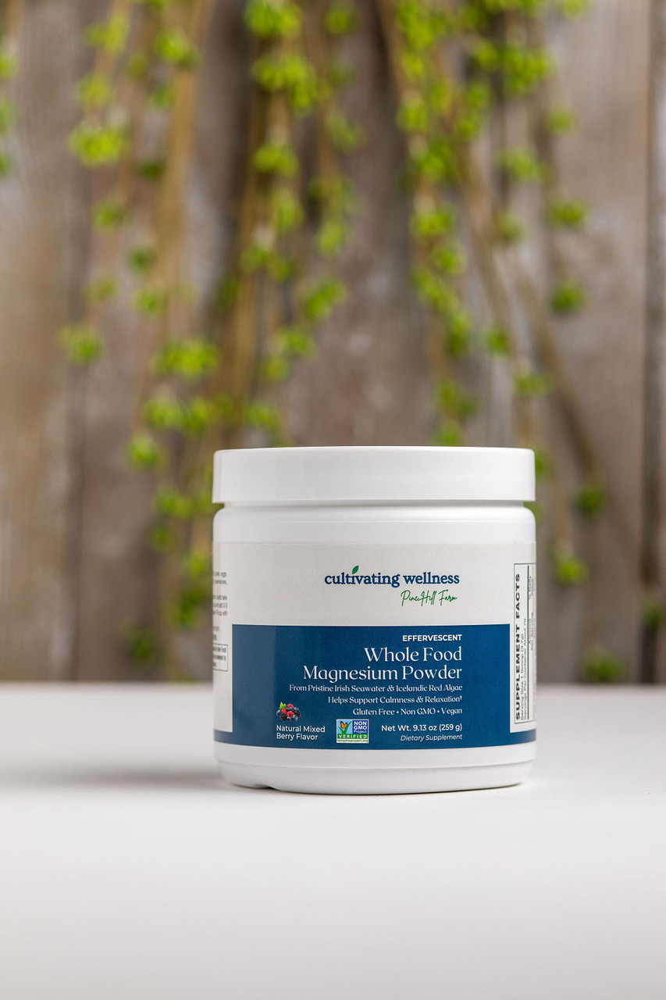 cultivating wellness
PineHill Farm
EFFERVESCENT
Whole Food
Magnesium Powder
From Pristine Irish Seawater & Icelandic Red Algae
Helps Support Calmness & Relaxation†
Gluten Free • Non GMO • Vegan
Natural Mixed
Berry Flavor
NON
GMO
Project
VERIFIED
nongmoproject.org
Net Wt. 9.13 oz (259 g)
Dietary Supplement
SUPPLEMENT FACTS